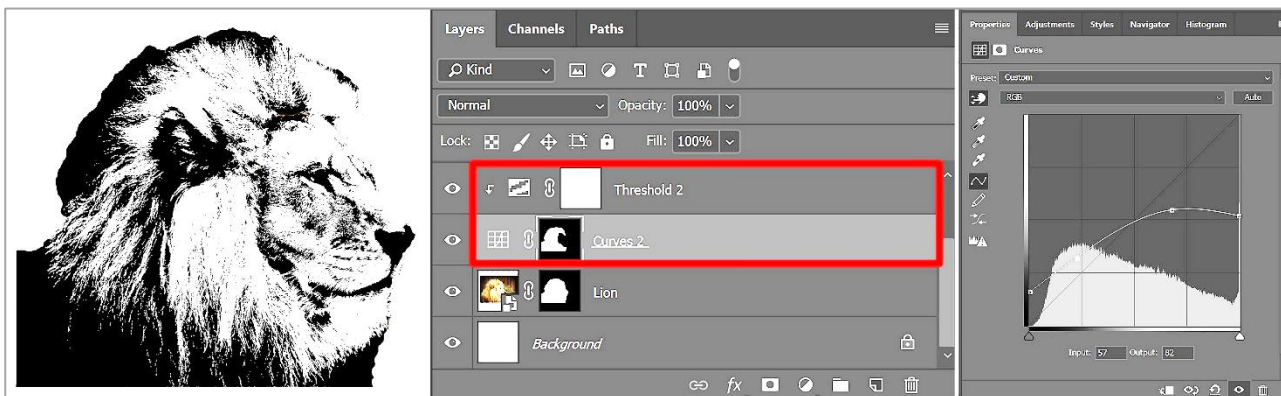 Layers Channels Paths
Kind
Normal Opacity: 100%
Lock: Fill: 100%
Threshold 2
Curves 2
Lion
Background
fx
Properties Adjustments Styles Navigator Histogram
Curves
Preset: Custom
RGB Auto
Input: 57 Output: 82